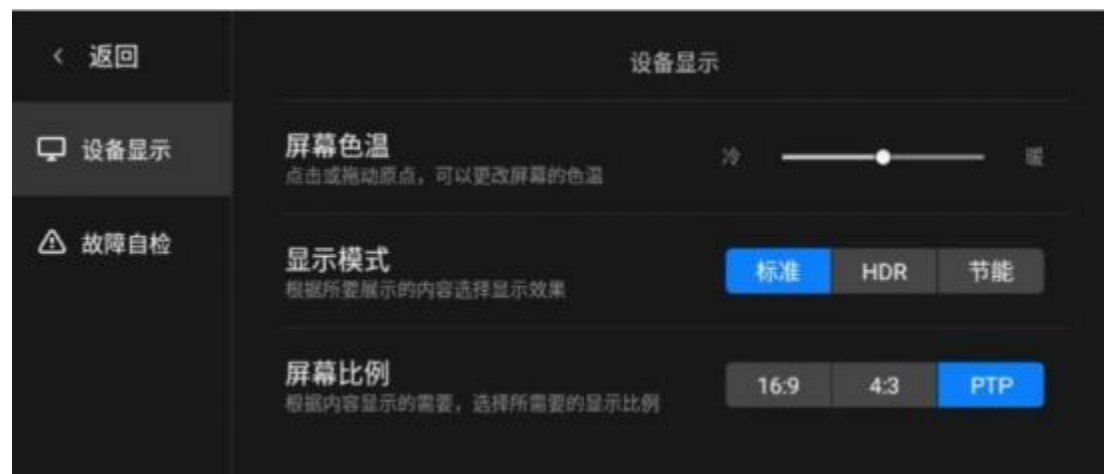 返回
设备显示
设备显示
故障自检
屏幕色温
点击或拖动原点，可以更改屏幕的色温
冷
暖
显示模式
根据所要展示的内容选择显示效果
标准 HDR 节能
屏幕比例
根据内容显示的需要，选择所需要的显示比例
16:9 4:3 PTP